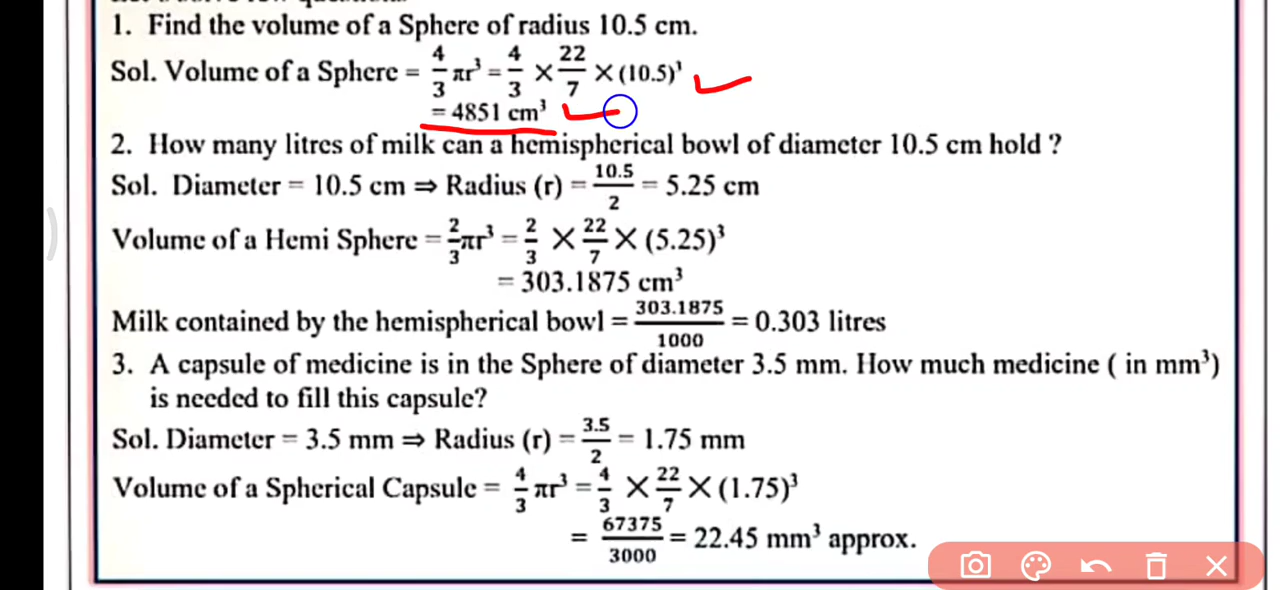 1. Find the volume of a Sphere of radius 10.5 cm.
Sol. Volume of a Sphere = 4/3 πr³ = 4/3 × 22/7 × (10.5)³
= 4851 cm³
2. How many litres of milk can a hemispherical bowl of diameter 10.5 cm hold ?
Sol. Diameter = 10.5 cm ⇒ Radius (r) = 10.5/2 = 5.25 cm
Volume of a Hemi Sphere = 2/3 πr³ = 2/3 × 22/7 × (5.25)³
= 303.1875 cm³
Milk contained by the hemispherical bowl = 303.1875/1000 = 0.303 litres
3. A capsule of medicine is in the Sphere of diameter 3.5 mm. How much medicine ( in mm³)
is needed to fill this capsule?
Sol. Diameter = 3.5 mm ⇒ Radius (r) = 3.5/2 = 1.75 mm
Volume of a Spherical Capsule = 4/3 πr³ = 4/3 × 22/7 × (1.75)³
= 67375/3000 = 22.45 mm³ approx.